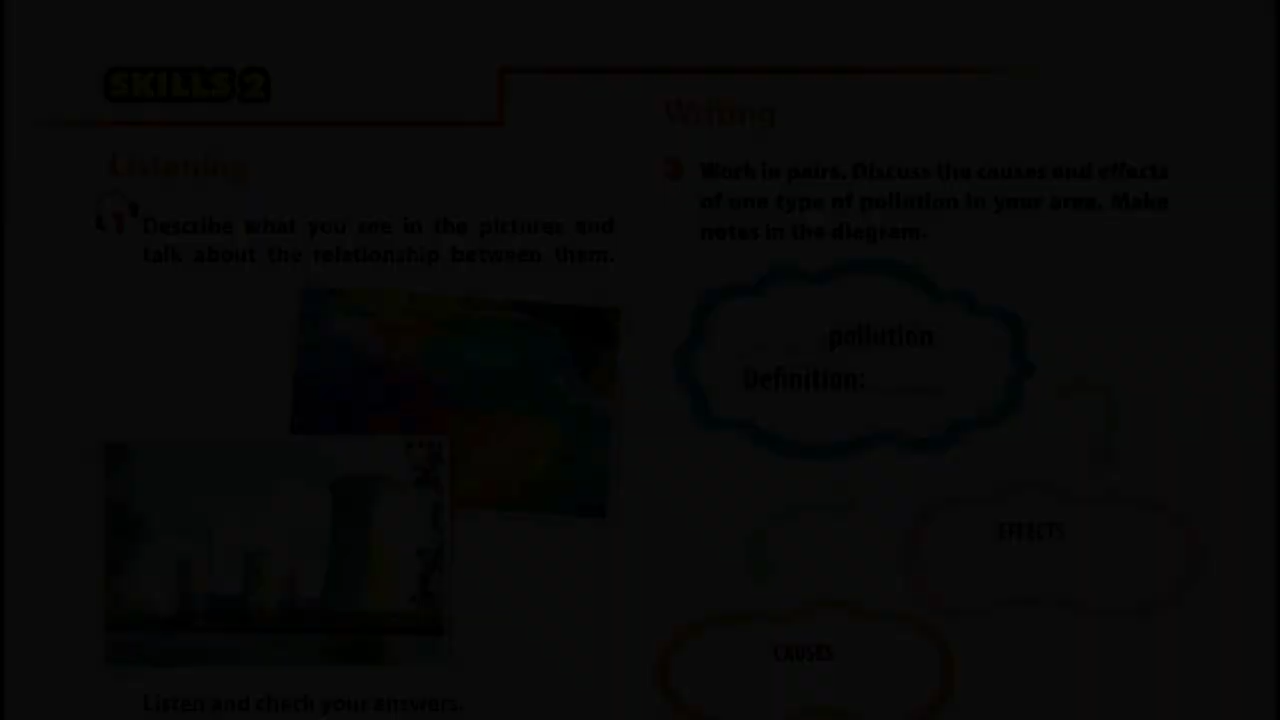 SKILLS 2
Listening
1 Describe what you see in the pictures and
talk about the relationship between them.
Listen and check your answers.
Writing
3 Work in pairs. Discuss the causes and effects
of one type of pollution in your area. Make
notes in the diagram.
pollution
Definition:
EFFECTS
CAUSES